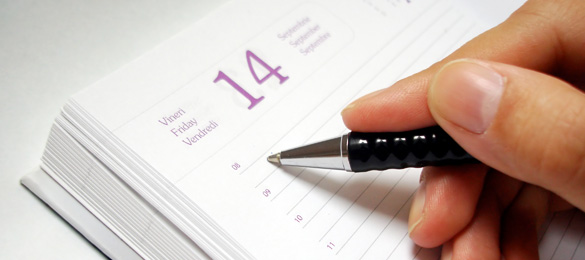 14
Septembrie
September
Septembre
Vineri
Friday
Vendredi
08
09
10
11